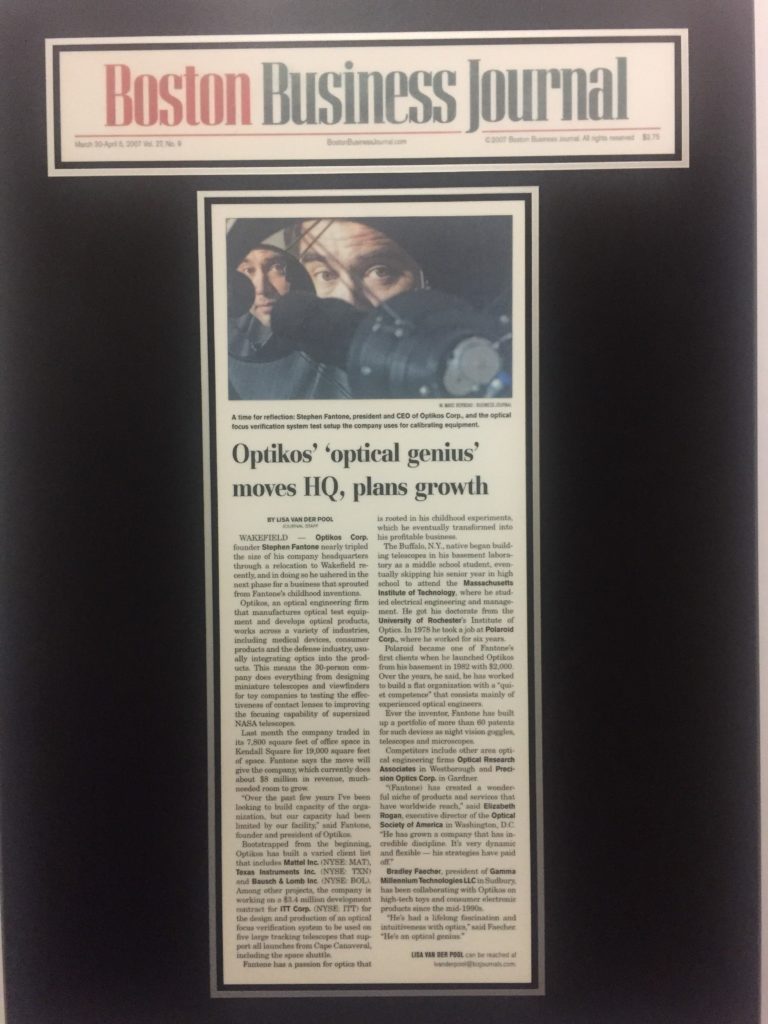 Boston Business Journal
March 30-April 5, 2007 Vol. 27, No. 9
BostonBusinessJournal.com
©2007 Boston Business Journal. All rights reserved $2.75
BUSINESS JOURNAL
A time for reflection: Stephen Fantone, president and CEO of Optikos Corp., and the optical
focus verification system test setup the company uses for calibrating equipment.
Optikos’ ‘optical genius’
moves HQ, plans growth
BY LISA VAN DER POOL
JOURNAL STAFF
WAKEFIELD — Optikos Corp.
founder Stephen Fantone nearly tripled
the size of his company headquarters
through a relocation to Wakefield re-
cently, and in doing so he ushered in the
next phase for a business that sprouted
from Fantone's childhood inventions.
Optikos, an optical engineering firm
that manufactures optical test equip-
ment and develops optical products,
works across a variety of industries,
including medical devices, consumer
products and the defense industry, usu-
ally integrating optics into the prod-
ucts. This means the 30-person com-
pany does everything from designing
miniature telescopes and viewfinders
for toy companies to testing the effec-
tiveness of contact lenses to improving
the focusing capability of supersized
NASA telescopes.
Last month the company traded in
its 7,800 square feet of office space in
Kendall Square for 19,000 square feet
of space. Fantone says the move will
give the company, which currently does
about $8 million in revenue, much-
needed room to grow.
“Over the past few years I've been
looking to build capacity of the orga-
nization, but our capacity had been
limited by our facility,” said Fantone,
founder and president of Optikos.
Bootstrapped from the beginning,
Optikos has built a varied client list
that includes Mattel Inc. (NYSE: MAT),
Texas Instruments Inc. (NYSE: TXN)
and Bausch & Lomb Inc. (NYSE: BOL).
Among other projects, the company is
working on a $3.4 million development
contract for ITT Corp. (NYSE: ITT) for
the design and production of an optical
focus verification system to be used on
five large tracking telescopes that sup-
port all launches from Cape Canaveral,
including the space shuttle.
Fantone has a passion for optics that
is rooted in his childhood experiments,
which he eventually transformed into
his profitable business.
The Buffalo, N.Y., native began build-
ing telescopes in his basement labora-
tory as a middle school student, even-
tually skipping his senior year in high
school to attend the Massachusetts
Institute of Technology, where he stud-
ied electrical engineering and manage-
ment. He got his doctorate from the
University of Rochester's Institute of
Optics. In 1978 he took a job at Polaroid
Corp., where he worked for six years.
Polaroid became one of Fantone's
first clients when he launched Optikos
from his basement in 1982 with $2,000.
Over the years, he said, he has worked
to build a flat organization with a “qui-
et competence” that consists mainly of
experienced optical engineers.
Ever the inventor, Fantone has built
up a portfolio of more than 60 patents
for such devices as night vision goggles,
telescopes and microscopes.
Competitors include other area opti-
cal engineering firms Optical Research
Associates in Westborough and Preci-
sion Optics Corp. in Gardner.
“(Fantone) has created a wonder-
ful niche of products and services that
have worldwide reach,” said Elizabeth
Rogan, executive director of the Optical
Society of America in Washington, D.C.
“He has grown a company that has in-
credible discipline. It's very dynamic
and flexible — his strategies have paid
off.”
Bradley Faecher, president of Gamma
Millennium Technologies LLC in Sudbury,
has been collaborating with Optikos on
high-tech toys and consumer electronic
products since the mid-1990s.
“He's had a lifelong fascination and
intuitiveness with optics,” said Faecher.
“He's an optical genius.”
LISA VAN DER POOL can be reached at
lvanderpool@bizjournals.com.